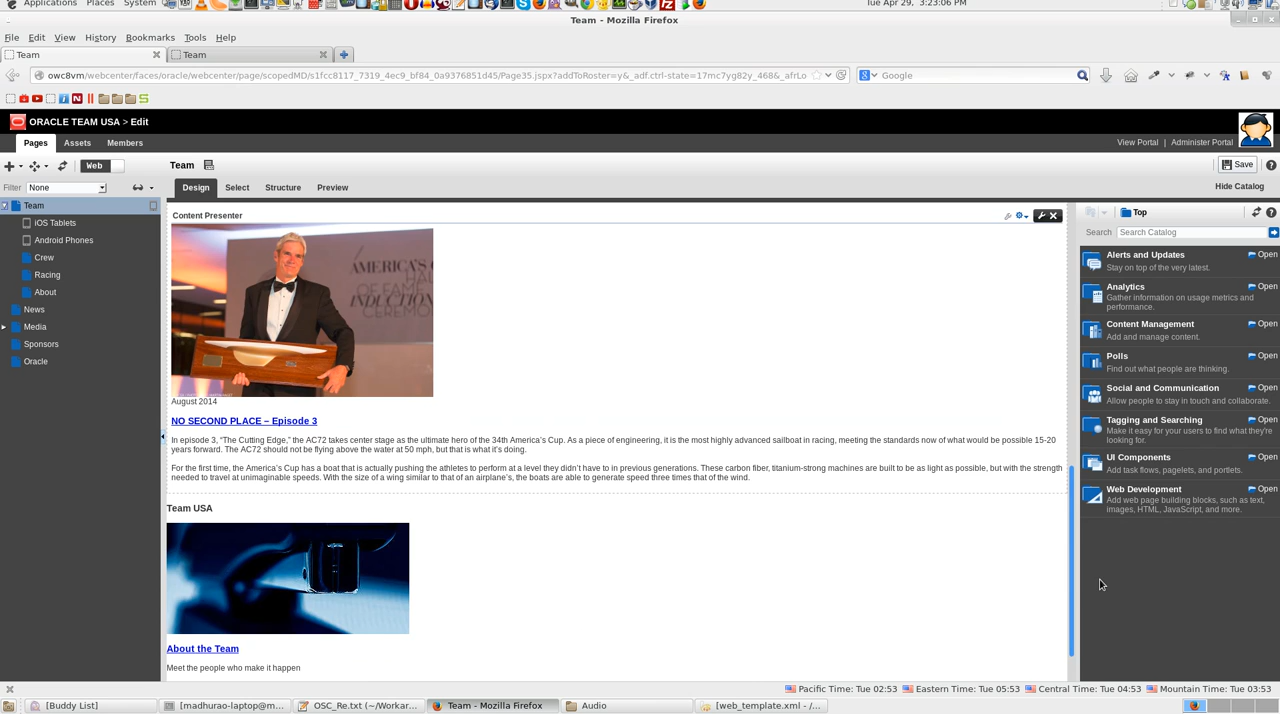 Applications Places System Tue Apr 29, 3:23:06 PM
Team - Mozilla Firefox
File Edit View History Bookmarks Tools Help
Team
Team
owc8vm/webcenter/faces/oracle/webcenter/page/scopedMD/s1fcc8117_7319_4ec9_bf84_0a9376851d45/Page35.jspx?addToRoster=y&_adf.ctrl-state=17mc7yg82y_468&_afrLo
Google
ORACLE TEAM USA > Edit
Pages Assets Members
View Portal | Administer Portal
Web
Team
Save
Filter None
Design Select Structure Preview
Hide Catalog
Team
iOS Tablets
Android Phones
Crew
Racing
About
News
Media
Sponsors
Oracle
Content Presenter
AMERICA'S
INDUCTION
CEREMO
August 2014
NO SECOND PLACE – Episode 3
In episode 3, “The Cutting Edge,” the AC72 takes center stage as the ultimate hero of the 34th America’s Cup. As a piece of engineering, it is the most highly advanced sailboat in racing, meeting the standards now of what would be possible 15-20
years forward. The AC72 should not be flying above the water at 50 mph, but that is what it’s doing.
For the first time, the America’s Cup has a boat that is actually pushing the athletes to perform at a level they didn’t have to in previous generations. These carbon fiber, titanium-strong machines are built to be as light as possible, but with the strength
needed to travel at unimaginable speeds. With the size of a wing similar to that of an airplane’s, the boats are able to generate speed three times that of the wind.
Team USA
About the Team
Meet the people who make it happen
Top
Search Search Catalog
Alerts and Updates Open
Stay on top of the very latest.
Analytics Open
Gather information on usage metrics and
performance.
Content Management Open
Add and manage content.
Polls Open
Find out what people are thinking.
Social and Communication Open
Allow people to stay in touch and collaborate.
Tagging and Searching Open
Make it easy for your users to find what they're
looking for.
UI Components Open
Add task flows, pagelets, and portlets.
Web Development Open
Add web page building blocks, such as text,
images, HTML, JavaScript, and more.
Pacific Time: Tue 02:53 Eastern Time: Tue 05:53 Central Time: Tue 04:53 Mountain Time: Tue 03:53
[Buddy List] [madhurao-laptop@m... OSC_Re.txt (~/Workar... Team - Mozilla Firefox Audio [web_template.xml - /...